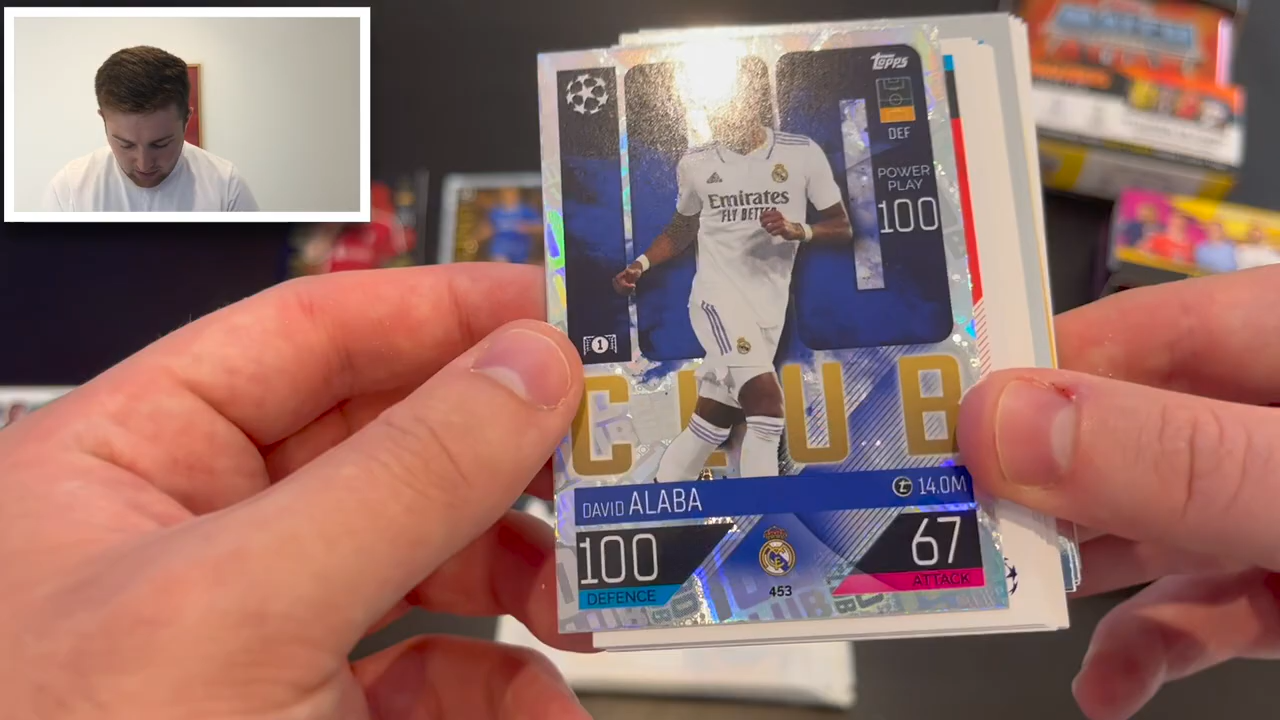 topps
DEF
POWER
PLAY
100
Emirates
FLY BETTER
1
CLUB
DAVID ALABA
t 14.0M
100
67
DEFENCE
ATTACK
453
MATCH